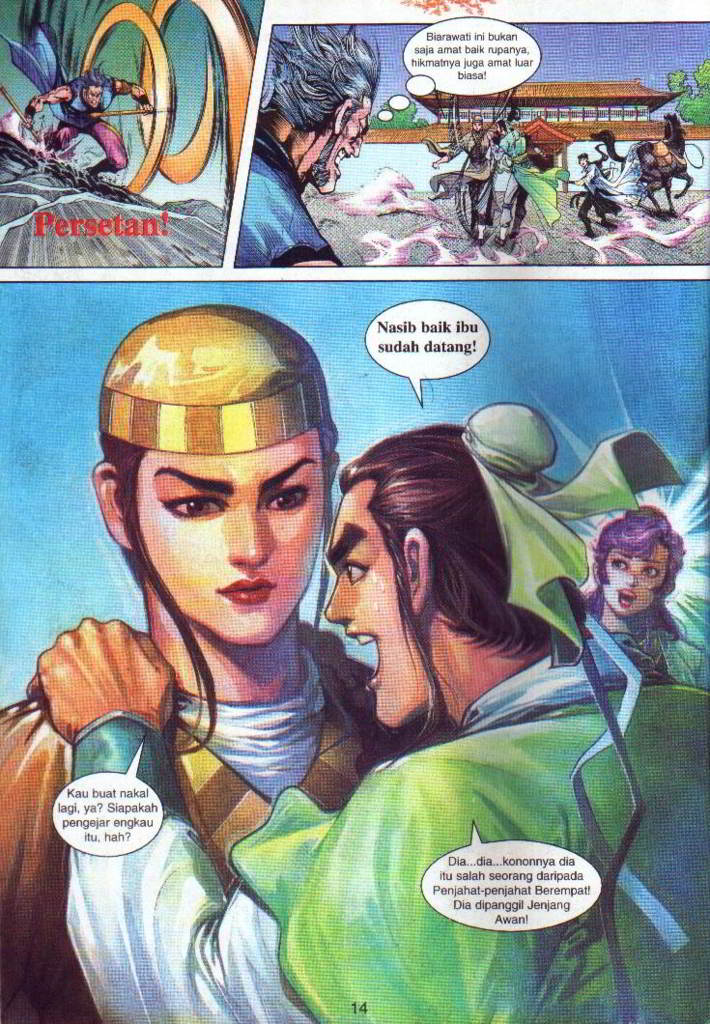 Persetan!
Biarawati ini bukan
saja amat baik rupanya,
hikmatnya juga amat luar
biasa!
Nasib baik ibu
sudah datang!
Kau buat nakal
lagi, ya? Siapakah
pengejar engkau
itu, hah?
Dia...dia...kononnya dia
itu salah seorang daripada
Penjahat-penjahat Berempat!
Dia dipanggil Jenjang
Awan!
14